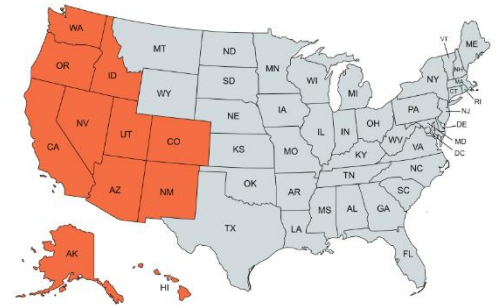 WA
MT
ND
MN
VT
ME
OR
ID
SD
WI
MI
NY
NH
MA
CT
RI
WY
IA
PA
NJ
NE
OH
DE
NV
UT
CO
IL
IN
WV
MD
DC
CA
KS
MO
KY
VA
AZ
NM
OK
AR
TN
NC
SC
MS
AL
GA
TX
LA
FL
AK
HI